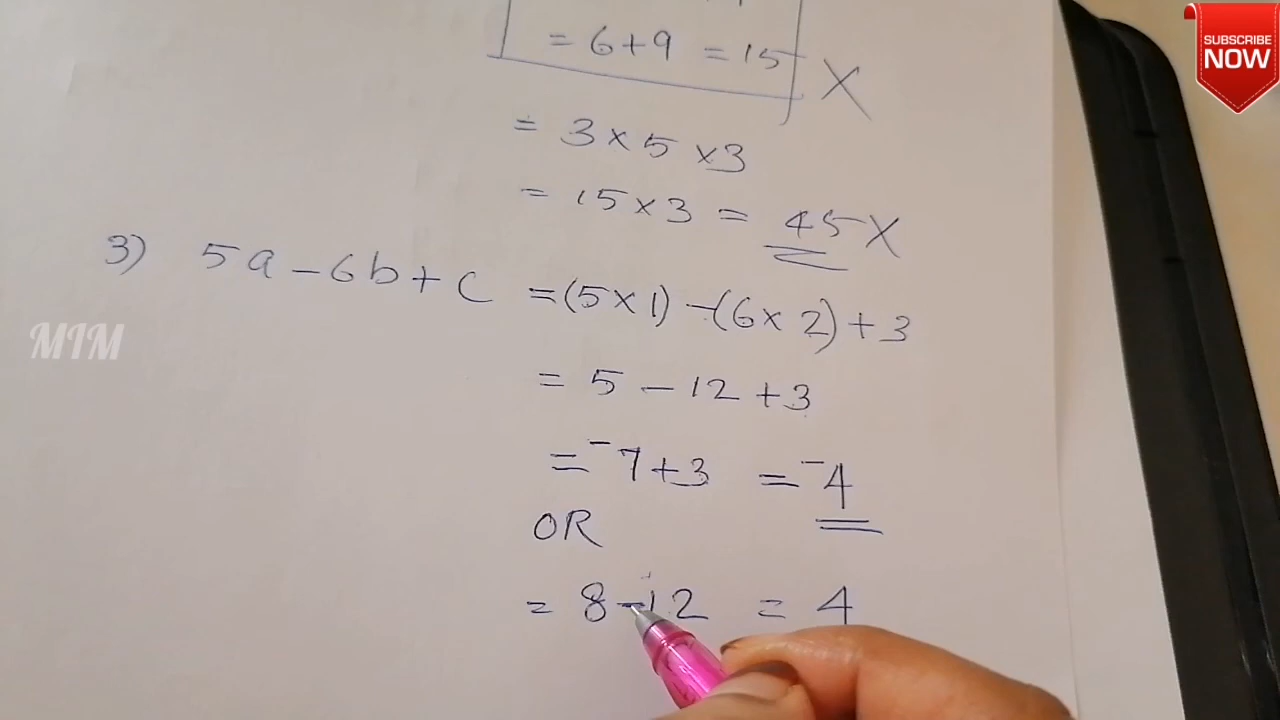 SUBSCRIBE
NOW
= 6+9 = 15 X
= 3 x 5 x 3
= 15 x 3 = 45 X
3) 5a - 6b + c = (5 x 1) - (6 x 2) + 3
MIM
= 5 - 12 + 3
= -7 + 3 = -4
OR
= 8 - 12 = 4